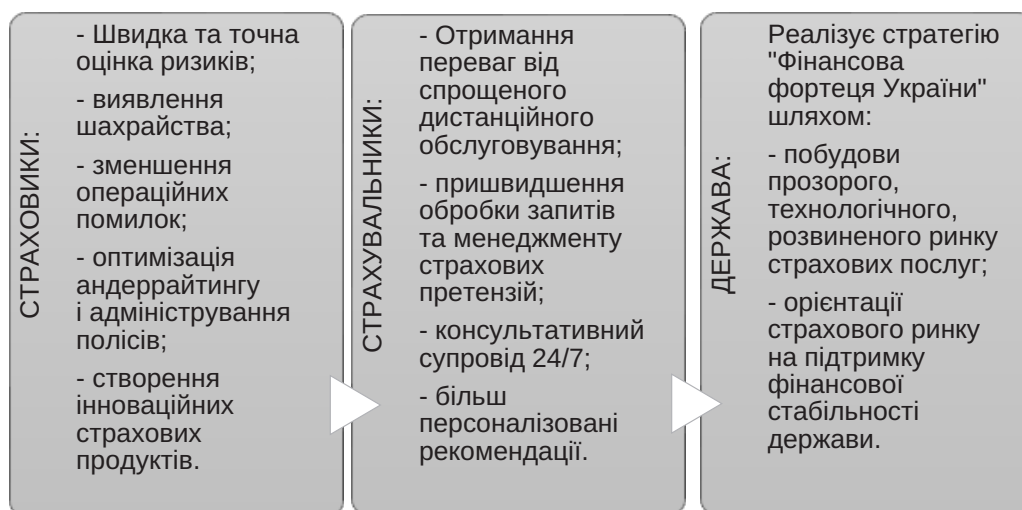 СТРАХОВИКИ:
- Швидка та точна
оцінка ризиків;
- виявлення
шахрайства;
- зменшення
операційних
помилок;
- оптимізація
андеррайтингу
і адміністрування
полісів;
- створення
інноваційних
страхових
продуктів.
СТРАХУВАЛЬНИКИ:
- Отримання
переваг від
спрощеного
дистанційного
обслуговування;
- пришвидшення
обробки запитів
та менеджменту
страхових
претензій;
- консультативний
супровід 24/7;
- більш
персоналізовані
рекомендації.
ДЕРЖАВА:
Реалізує стратегію
"Фінансова
фортеця України"
шляхом:
- побудови
прозорого,
технологічного,
розвиненого ринку
страхових послуг;
- орієнтації
страхового ринку
на підтримку
фінансової
стабільності
держави.